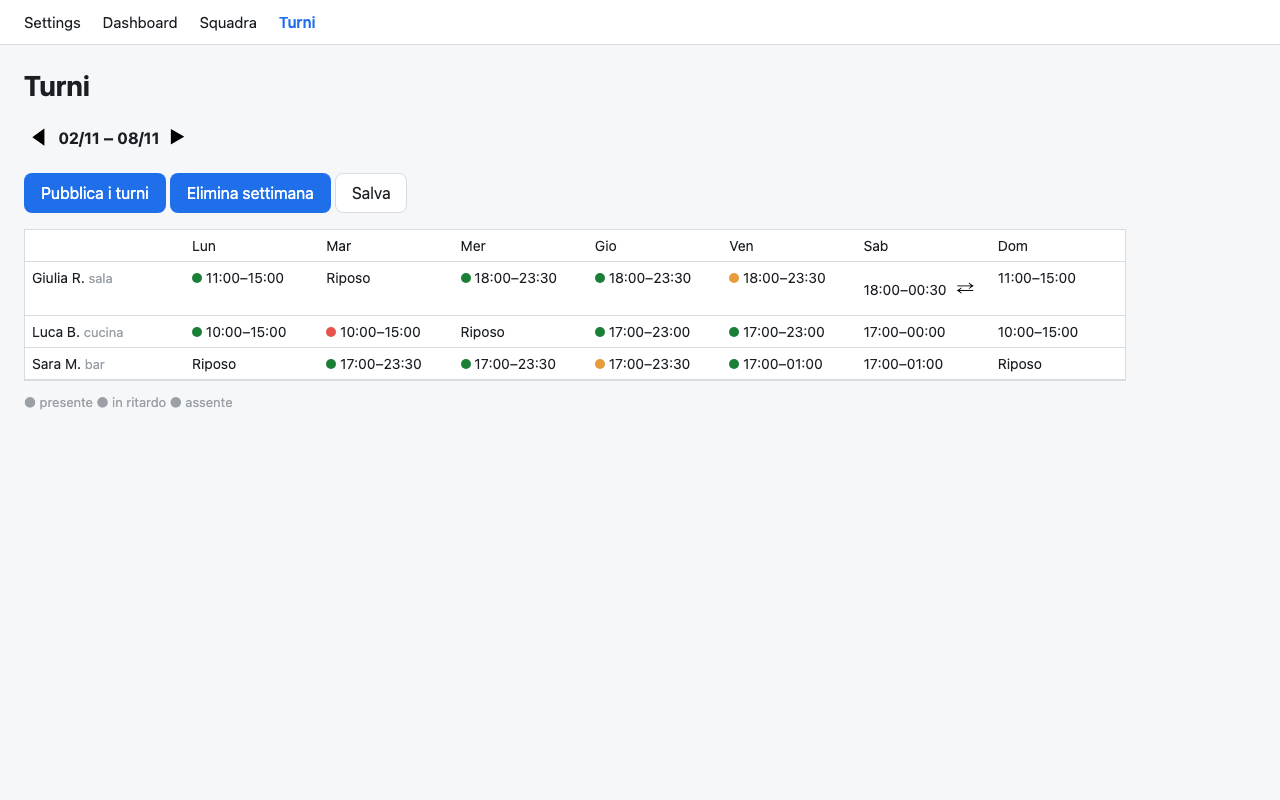 Settings Dashboard Squadra Turni
Turni
◀ 02/11 – 08/11 ▶
Pubblica i turni Elimina settimana Salva
Lun Mar Mer Gio Ven Sab Dom
Giulia R. sala 11:00–15:00 Riposo 18:00–23:30 18:00–23:30 18:00–23:30 18:00–00:30 ⇄ 11:00–15:00
Luca B. cucina 10:00–15:00 10:00–15:00 Riposo 17:00–23:00 17:00–23:00 17:00–00:00 10:00–15:00
Sara M. bar Riposo 17:00–23:30 17:00–23:30 17:00–23:30 17:00–01:00 17:00–01:00 Riposo
presente in ritardo assente